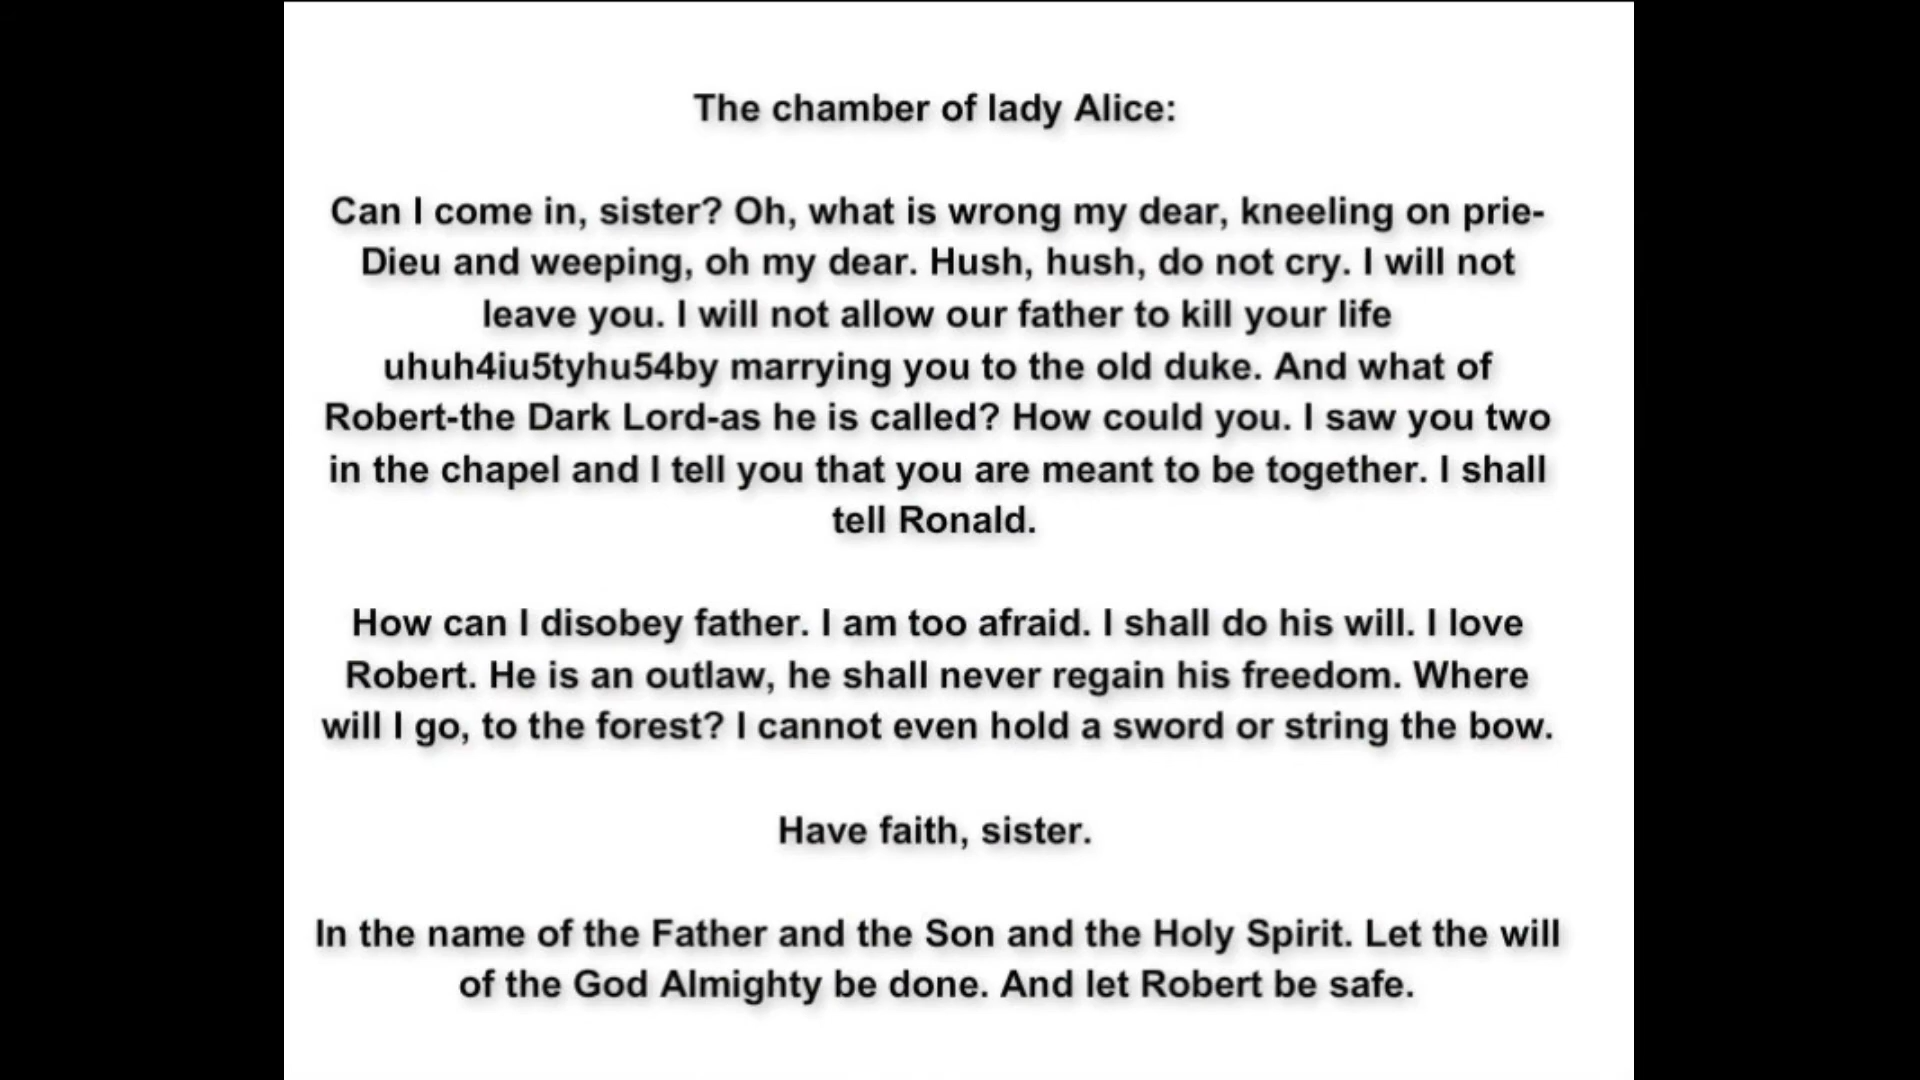 The chamber of lady Alice:
Can I come in, sister? Oh, what is wrong my dear, kneeling on prie-
Dieu and weeping, oh my dear. Hush, hush, do not cry. I will not
leave you. I will not allow our father to kill your life
uhuh4iu5tyhu54by marrying you to the old duke. And what of
Robert-the Dark Lord-as he is called? How could you. I saw you two
in the chapel and I tell you that you are meant to be together. I shall
tell Ronald.
How can I disobey father. I am too afraid. I shall do his will. I love
Robert. He is an outlaw, he shall never regain his freedom. Where
will I go, to the forest? I cannot even hold a sword or string the bow.
Have faith, sister.
In the name of the Father and the Son and the Holy Spirit. Let the will
of the God Almighty be done. And let Robert be safe.